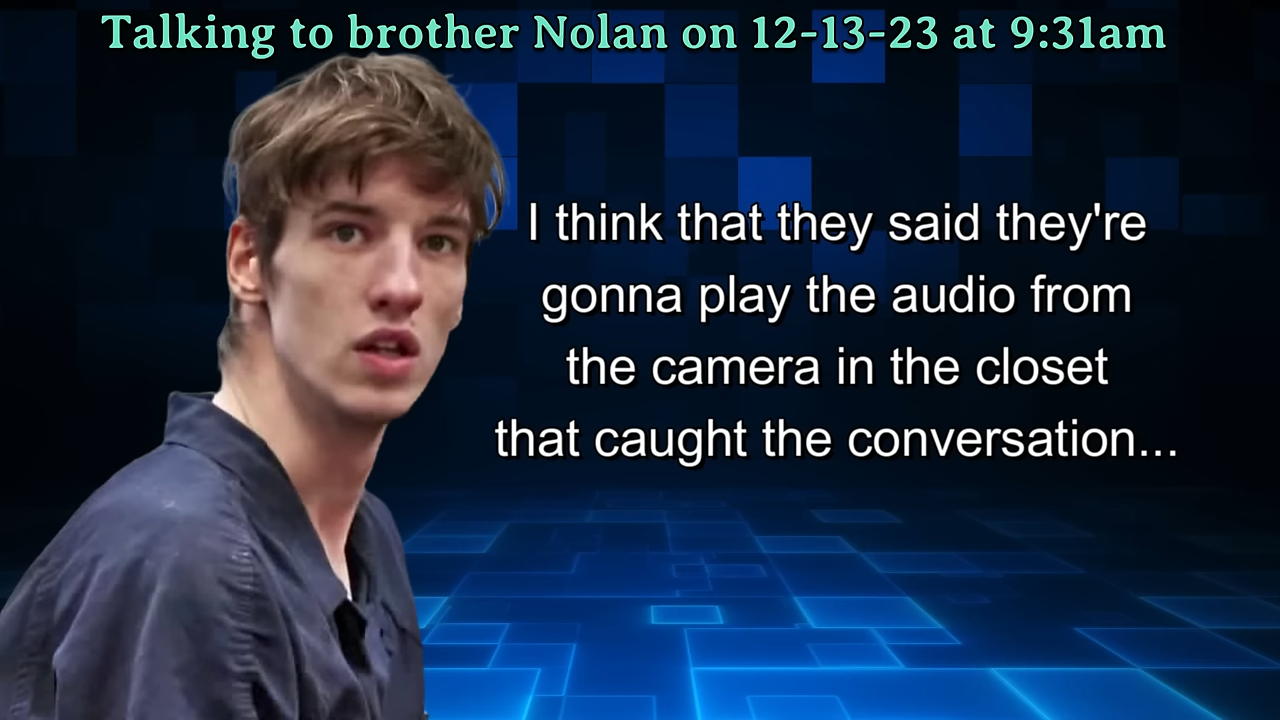 Talking to brother Nolan on 12-13-23 at 9:31am
I think that they said they're
gonna play the audio from
the camera in the closet
that caught the conversation...